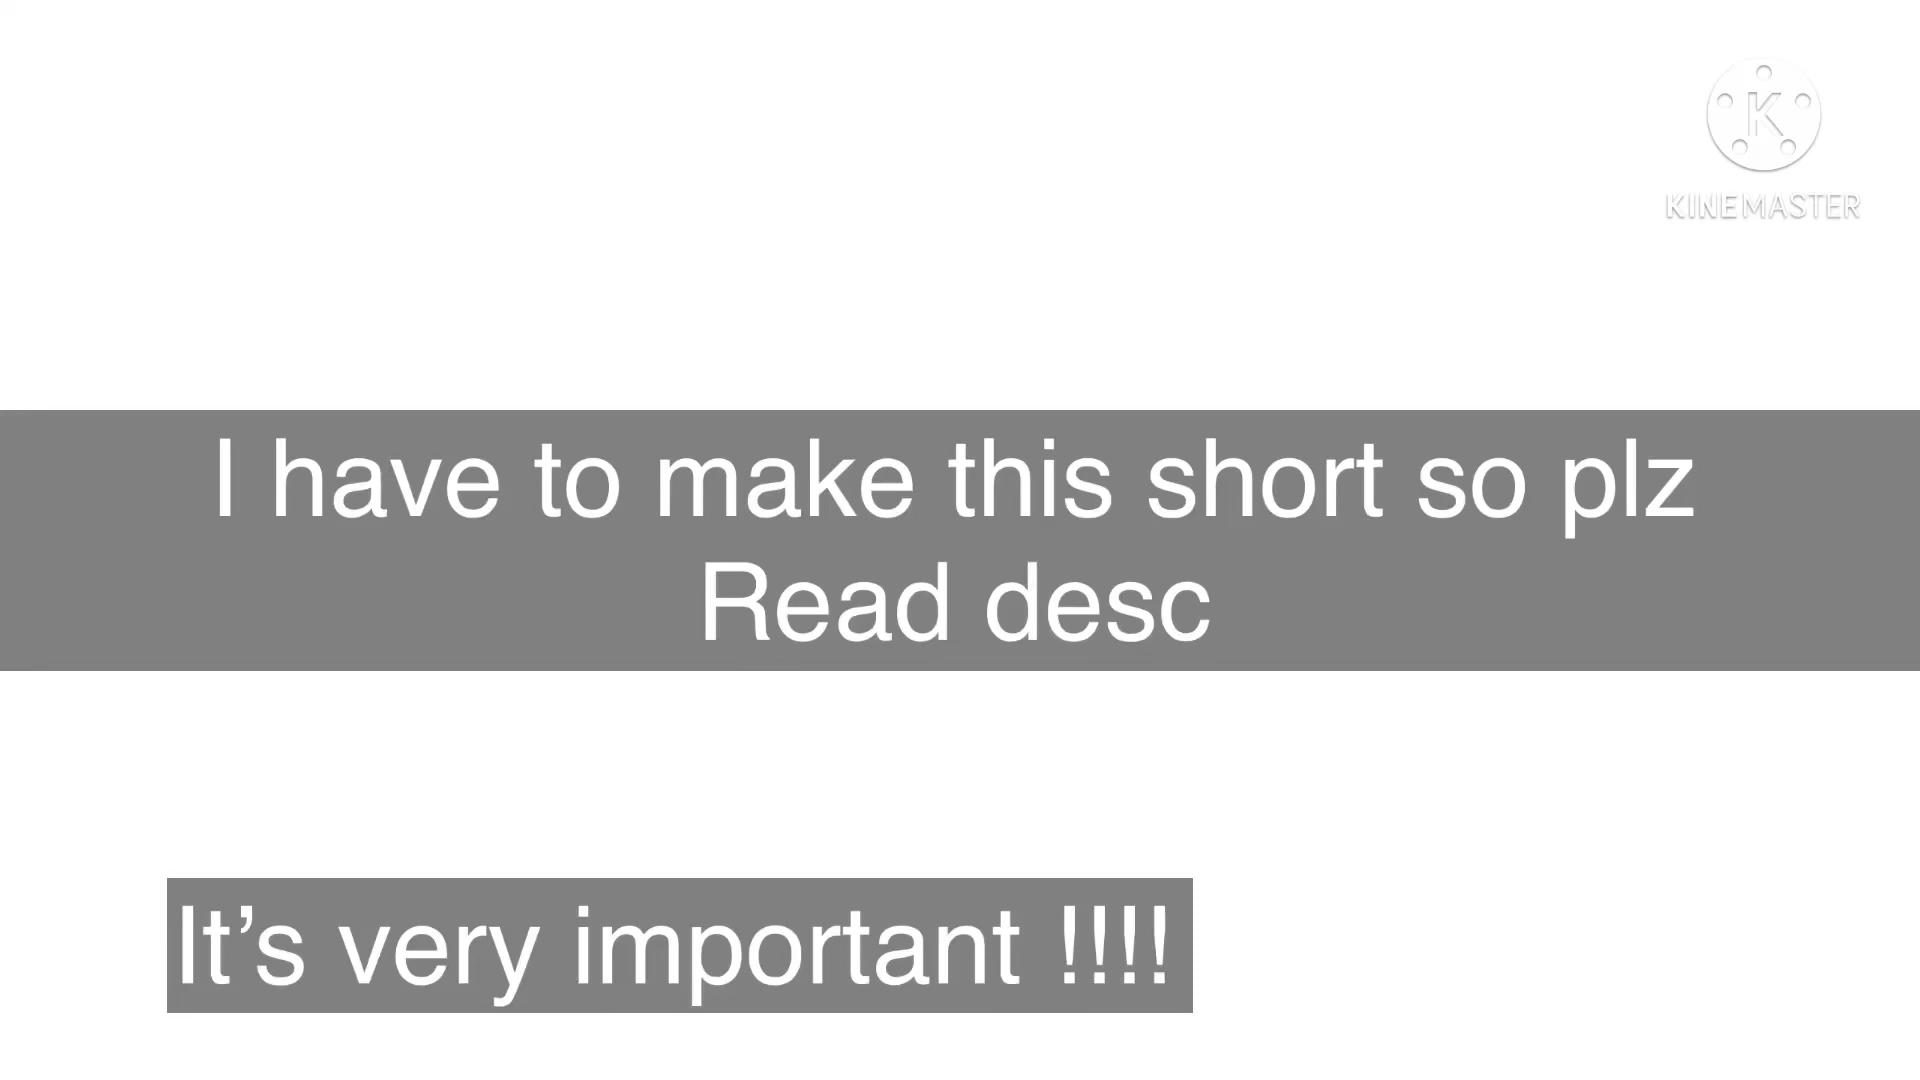 K
KINEMASTER
I have to make this short so plz
Read desc
It’s very important !!!!